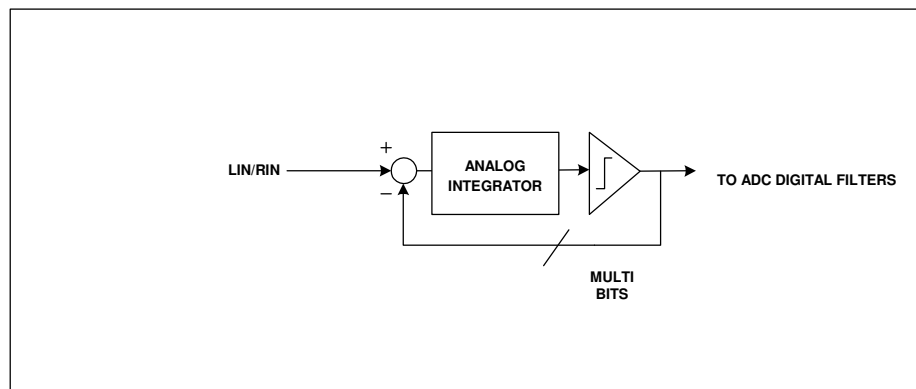 +
LIN/RIN
−
ANALOG
INTEGRATOR
TO ADC DIGITAL FILTERS
MULTI
BITS